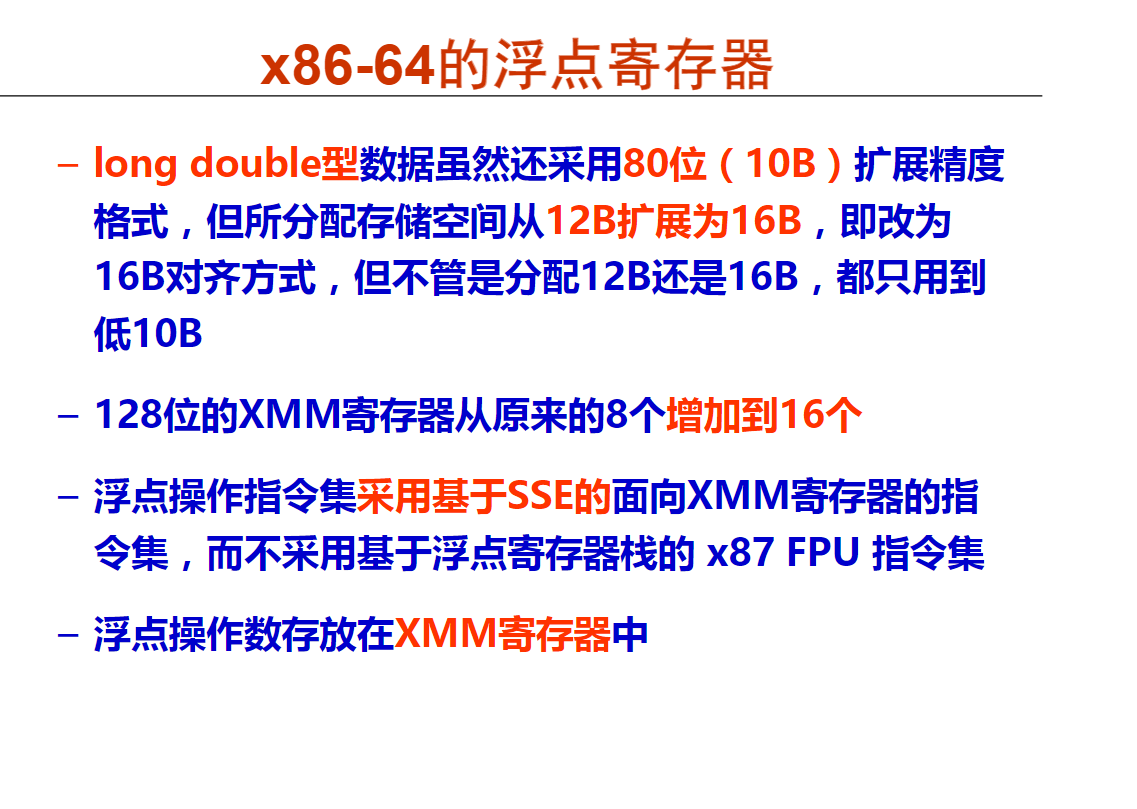 x86-64的浮点寄存器
– long double型数据虽然还采用80位（10B）扩展精度
格式，但所分配存储空间从12B扩展为16B，即改为
16B对齐方式，但不管是分配12B还是16B，都只用到
低10B
– 128位的XMM寄存器从原来的8个增加到16个
– 浮点操作指令集采用基于SSE的面向XMM寄存器的指
令集，而不采用基于浮点寄存器栈的 x87 FPU 指令集
– 浮点操作数存放在XMM寄存器中